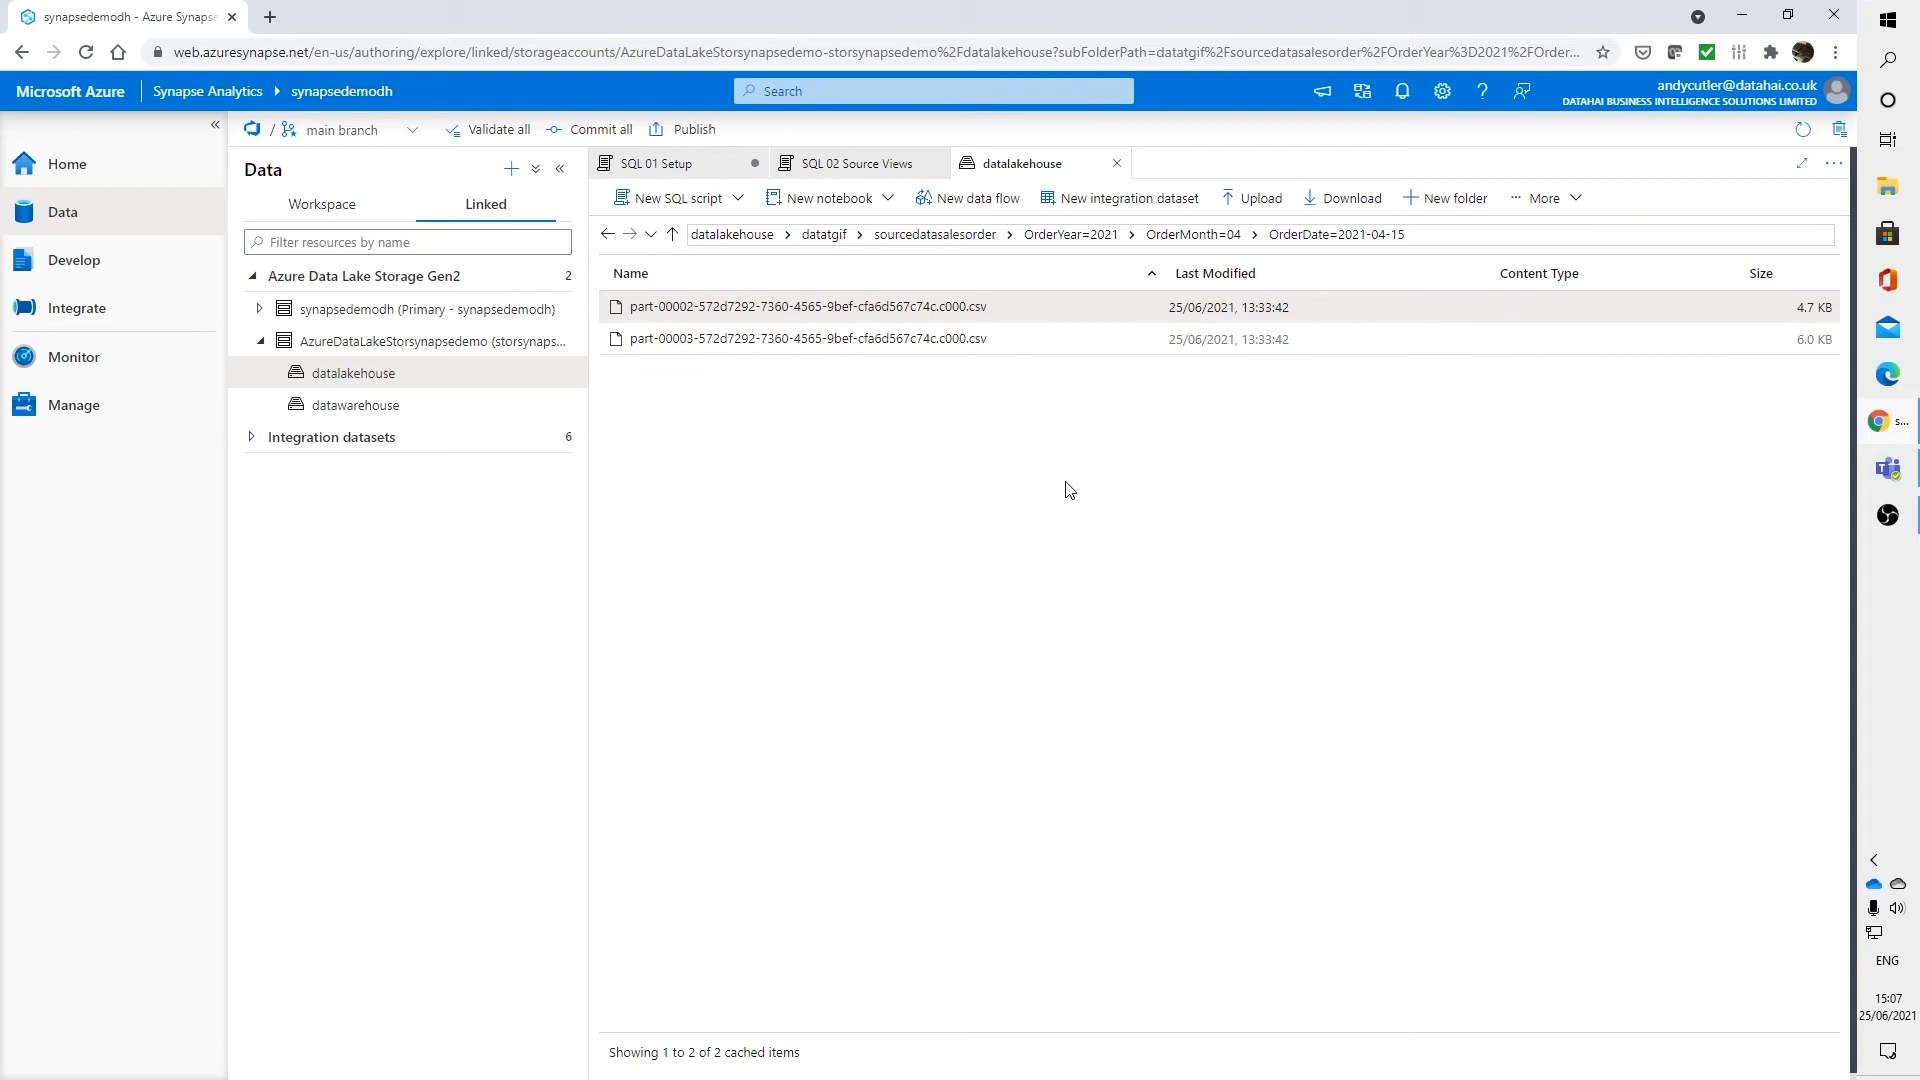 synapsedemodh - Azure Synapse
web.azuresynapse.net/en-us/authoring/explore/linked/storageaccounts/AzureDataLakeStorsynapsedemo-storsynapsedemo%2Fdatalakehouse?subFolderPath=datatgif%2Fsourcedatasalesorder%2FOrderYear%3D2021%2FOrder...
Microsoft Azure
Synapse Analytics
synapsedemodh
Search
andycutler@datahai.co.uk
DATAHAI BUSINESS INTELLIGENCE SOLUTIONS LIMITED
Home
Data
Develop
Integrate
Monitor
Manage
/ main branch
Validate all
Commit all
Publish
Data
Workspace
Linked
Filter resources by name
Azure Data Lake Storage Gen2 2
synapsedemodh (Primary - synapsedemodh)
AzureDataLakeStorsynapsedemo (storsynaps...
datalakehouse
datawarehouse
Integration datasets 6
SQL 01 Setup
SQL 02 Source Views
datalakehouse
New SQL script
New notebook
New data flow
New integration dataset
Upload
Download
New folder
More
datalakehouse > datatgif > sourcedatasalesorder > OrderYear=2021 > OrderMonth=04 > OrderDate=2021-04-15
Name Last Modified Content Type Size
part-00002-572d7292-7360-4565-9bef-cfa6d567c74c.c000.csv 25/06/2021, 13:33:42 4.7 KB
part-00003-572d7292-7360-4565-9bef-cfa6d567c74c.c000.csv 25/06/2021, 13:33:42 6.0 KB
Showing 1 to 2 of 2 cached items
s...
ENG
15:07
25/06/2021